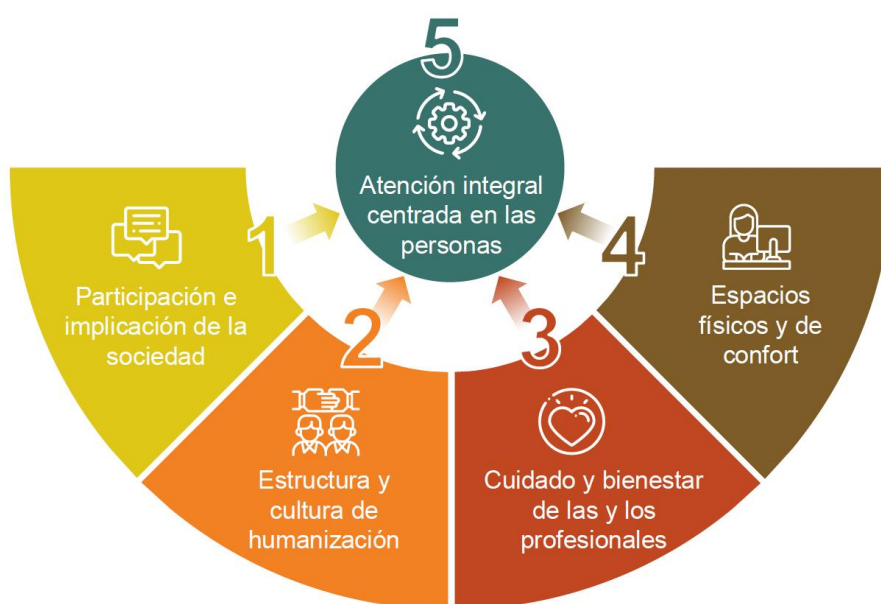 5
Atención integral
centrada en las
personas
1
Participación e
implicación de la
sociedad
2
Estructura y
cultura de
humanización
3
Cuidado y bienestar
de las y los
profesionales
4
Espacios
físicos y de
confort